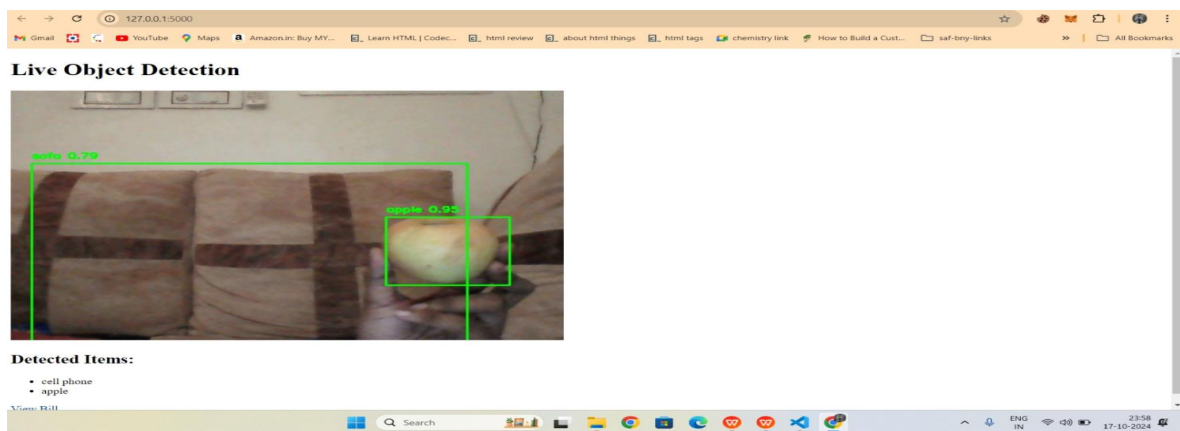 127.0.0.1:5000
Gmail
YouTube
Maps
Amazon.in: Buy MY...
Learn HTML | Codec...
html review
about html things
html tags
chemistry link
How to Build a Cust...
saf-bny-links
»
All Bookmarks
Live Object Detection
sofa 0.79
apple 0.95
Detected Items:
• cell phone
• apple
View Bill
Search
ENG
IN
23:58
17-10-2024